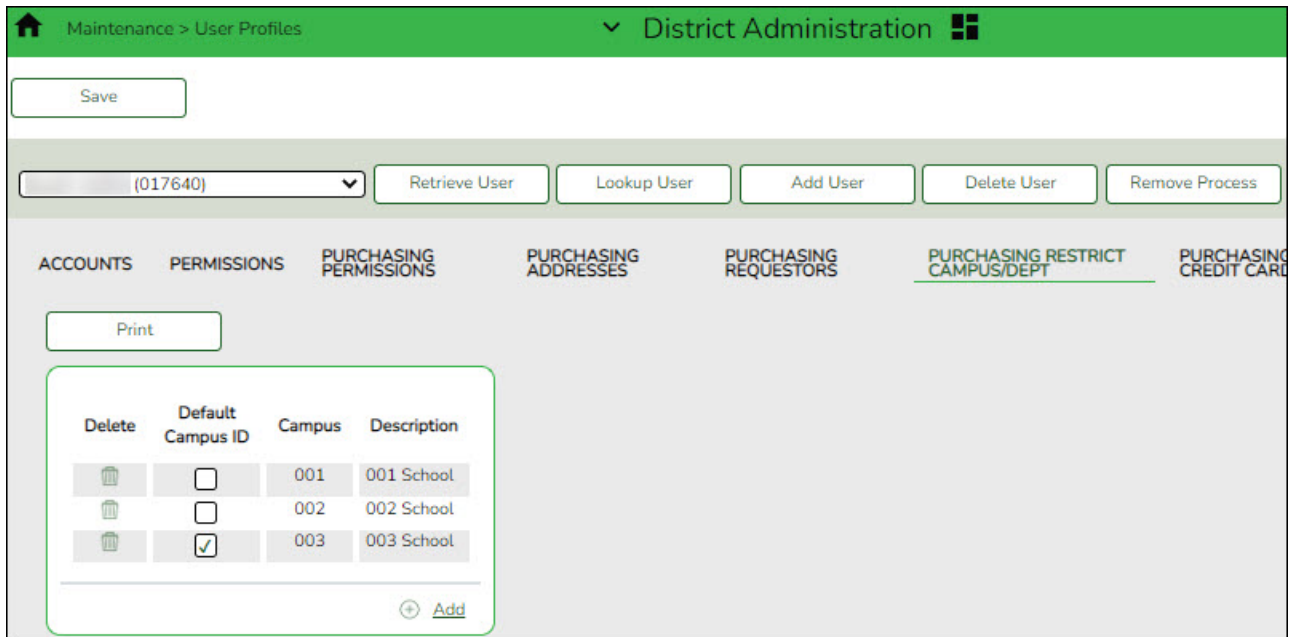 Maintenance > User Profiles
District Administration
Save
(017640)
Retrieve User
Lookup User
Add User
Delete User
Remove Process
ACCOUNTS
PERMISSIONS
PURCHASING
PERMISSIONS
PURCHASING
ADDRESSES
PURCHASING
REQUESTORS
PURCHASING RESTRICT
CAMPUS/DEPT
PURCHASING
CREDIT CARD
Print
Delete
Default
Campus ID
Campus
Description
001 001 School
002 002 School
003 003 School
Add